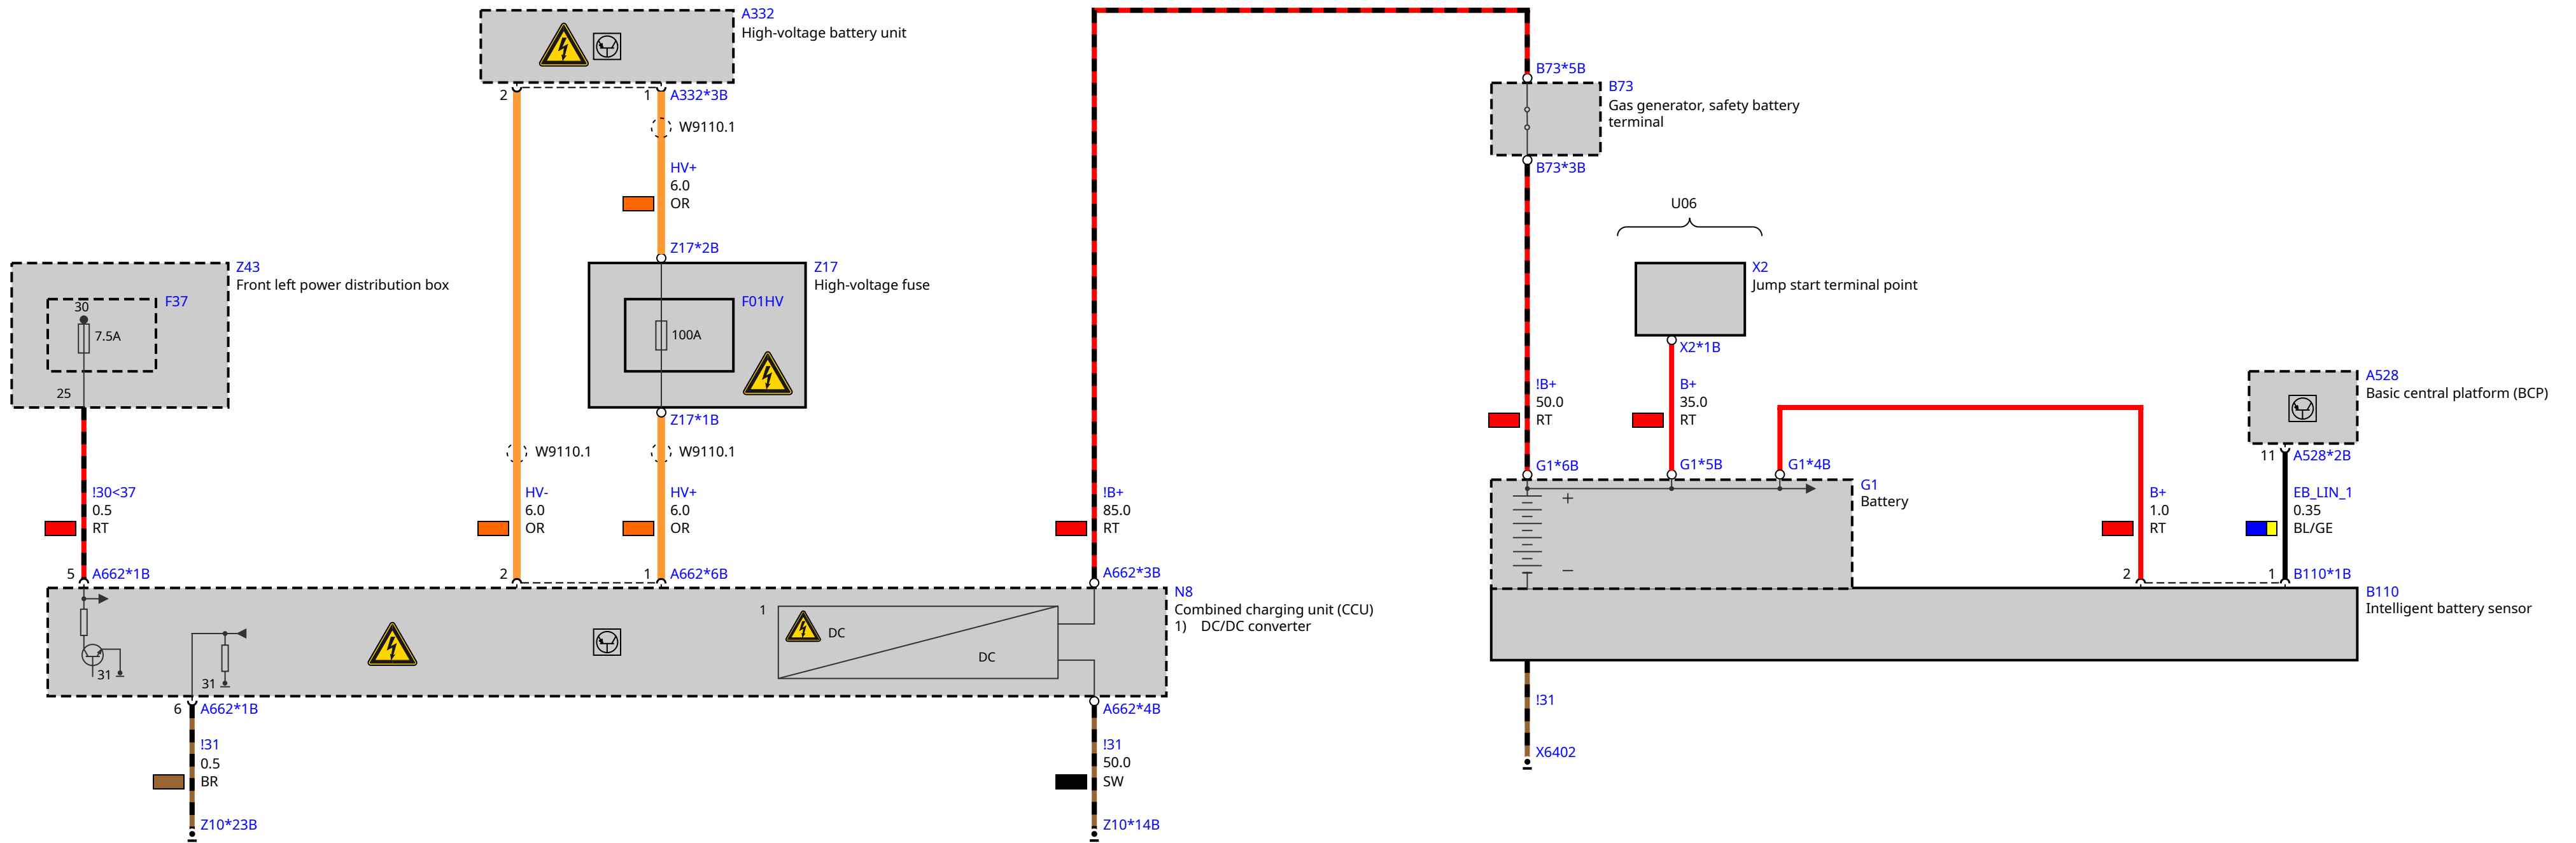 A332
High-voltage battery unit
2
1
A332*3B
W9110.1
HV+
6.0
OR
Z17*2B
Z43
Front left power distribution box
F37
30
7.5A
25
Z17
High-voltage fuse
F01HV
100A
Z17*1B
W9110.1
W9110.1
!30<37
0.5
RT
HV-
6.0
OR
HV+
6.0
OR
!B+
85.0
RT
5
A662*1B
2
1
A662*6B
A662*3B
N8
Combined charging unit (CCU)
1) DC/DC converter
1
DC
DC
31
31
6
A662*1B
A662*4B
!31
0.5
BR
!31
50.0
SW
Z10*23B
Z10*14B
B73*5B
B73
Gas generator, safety battery
terminal
B73*3B
U06
X2
Jump start terminal point
X2*1B
!B+
50.0
RT
B+
35.0
RT
A528
Basic central platform (BCP)
11
A528*2B
G1*6B
G1*5B
G1*4B
G1
Battery
+
−
B+
1.0
RT
EB_LIN_1
0.35
BL/GE
2
1
B110*1B
B110
Intelligent battery sensor
!31
X6402